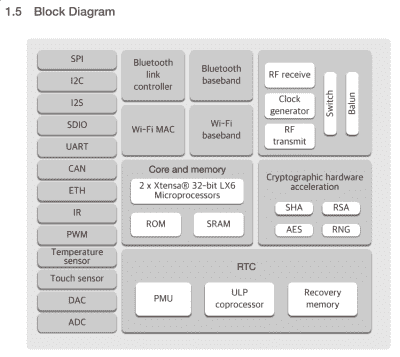 1.5 Block Diagram
SPI
I2C
I2S
SDIO
UART
CAN
ETH
IR
PWM
Temperature
sensor
Touch sensor
DAC
ADC
Bluetooth
link
controller
Bluetooth
baseband
Wi-Fi MAC
Wi-Fi
baseband
RF receive
Clock
generator
RF
transmit
Switch
Balun
Core and memory
2 x Xtensa® 32-bit LX6
Microprocessors
ROM
SRAM
Cryptographic hardware
acceleration
SHA
RSA
AES
RNG
RTC
PMU
ULP
coprocessor
Recovery
memory